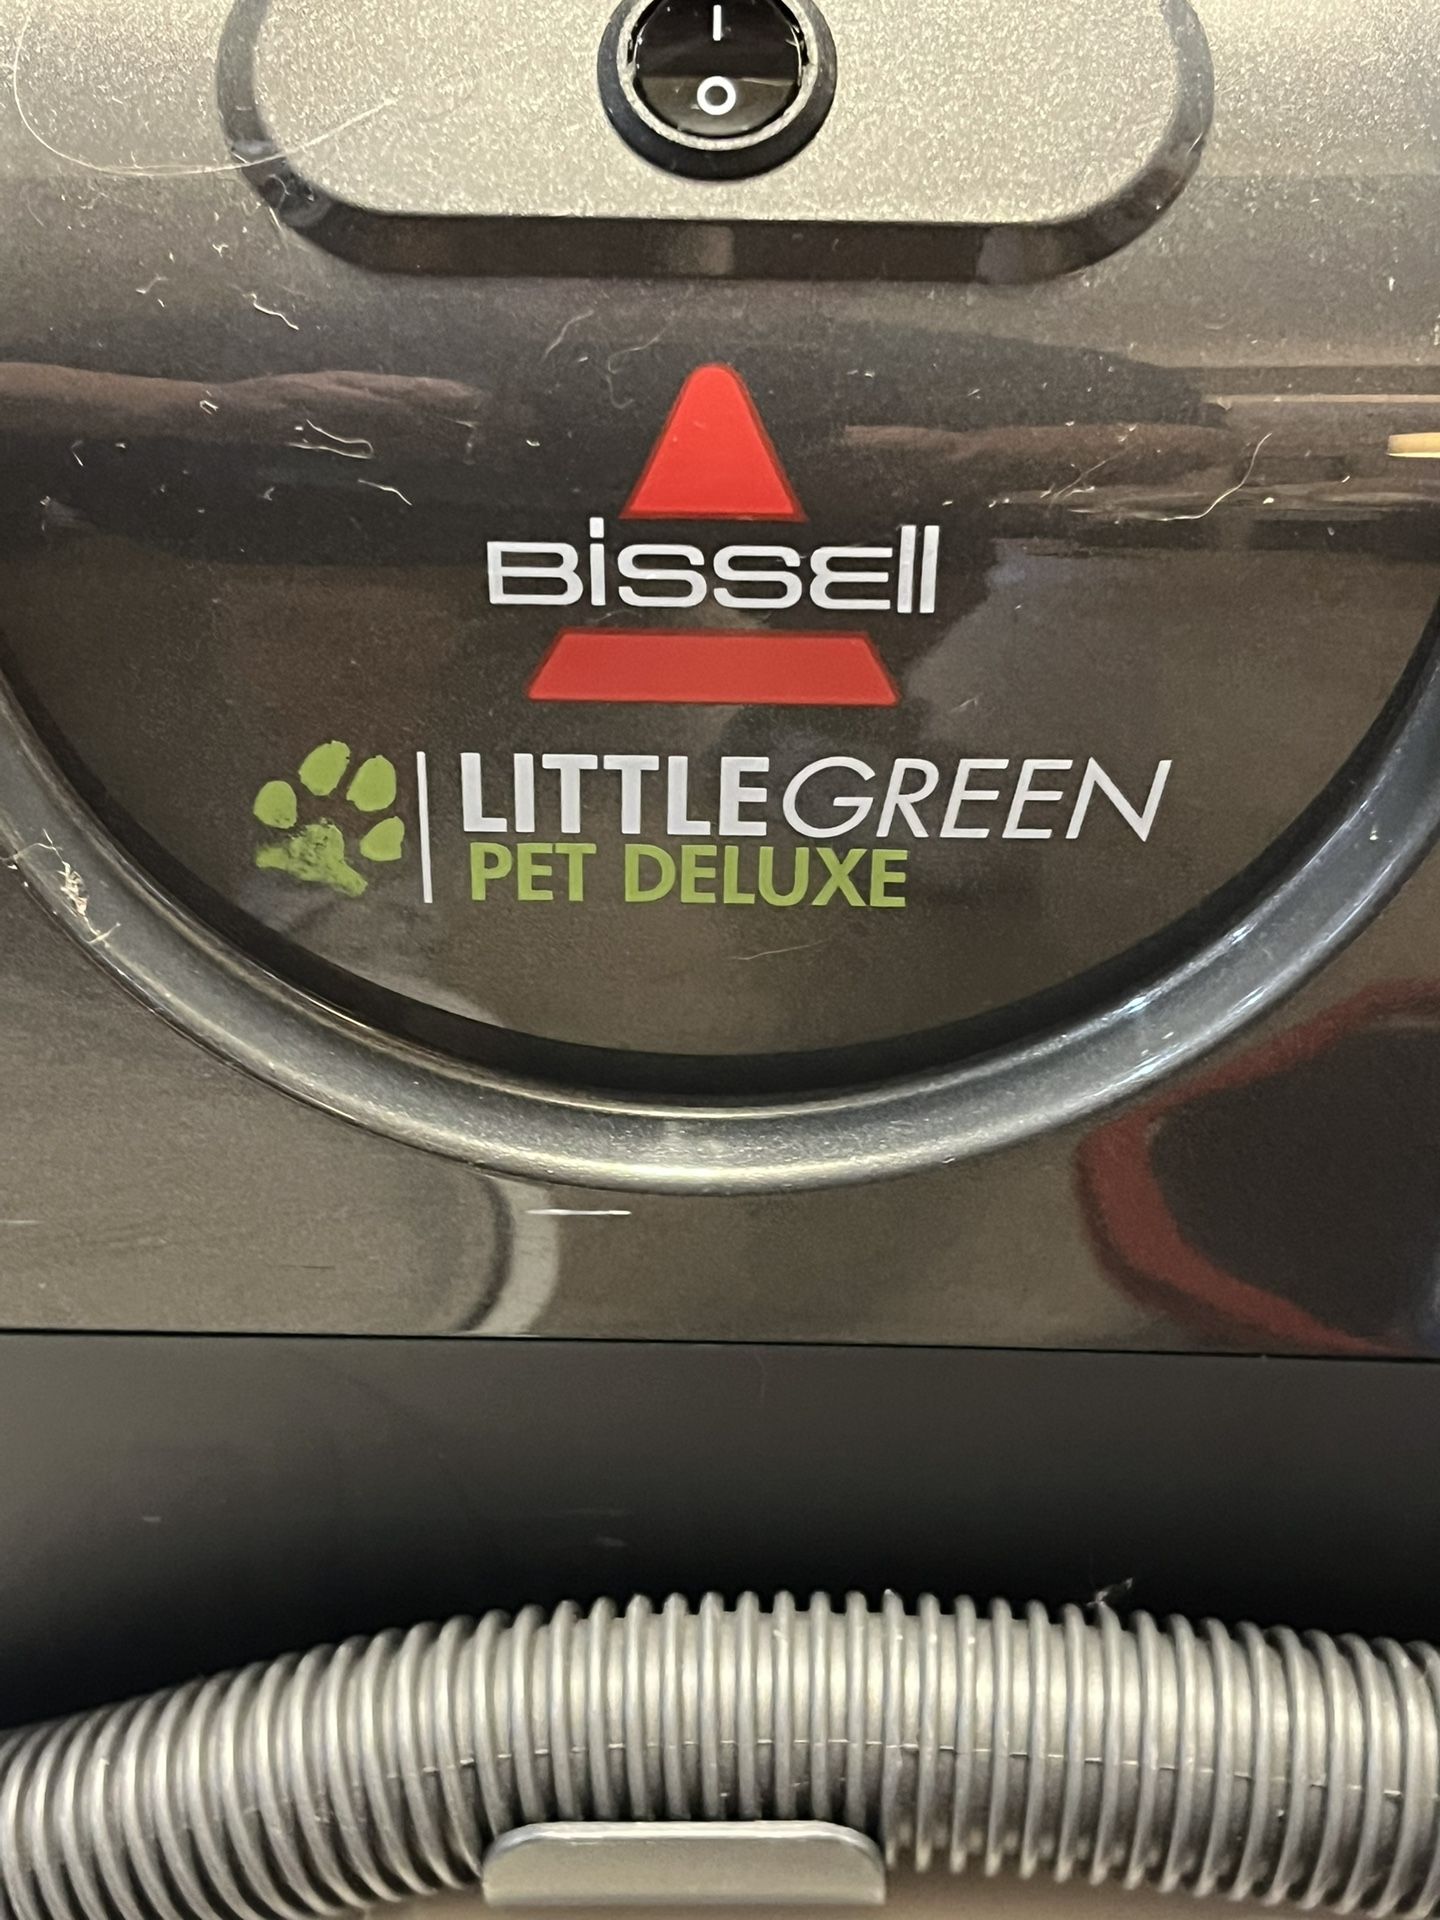 I
O
BISSELL
LITTLEGREEN
PET DELUXE